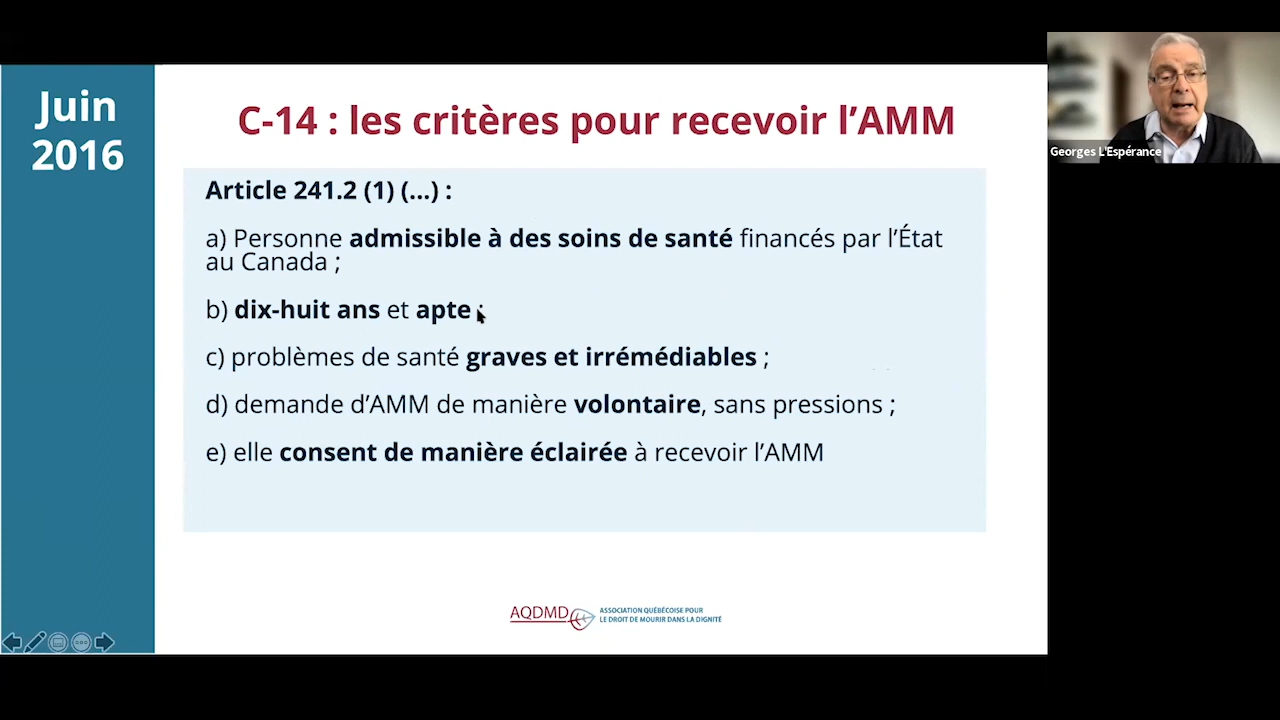 Juin
2016
C-14 : les critères pour recevoir l’AMM
Article 241.2 (1) (...) :
a) Personne admissible à des soins de santé financés par l’État
au Canada ;
b) dix-huit ans et apte ;
c) problèmes de santé graves et irrémédiables ;
d) demande d’AMM de manière volontaire, sans pressions ;
e) elle consent de manière éclairée à recevoir l’AMM
AQDMD
ASSOCIATION QUÉBÉCOISE POUR
LE DROIT DE MOURIR DANS LA DIGNITÉ
Georges L'Espérance